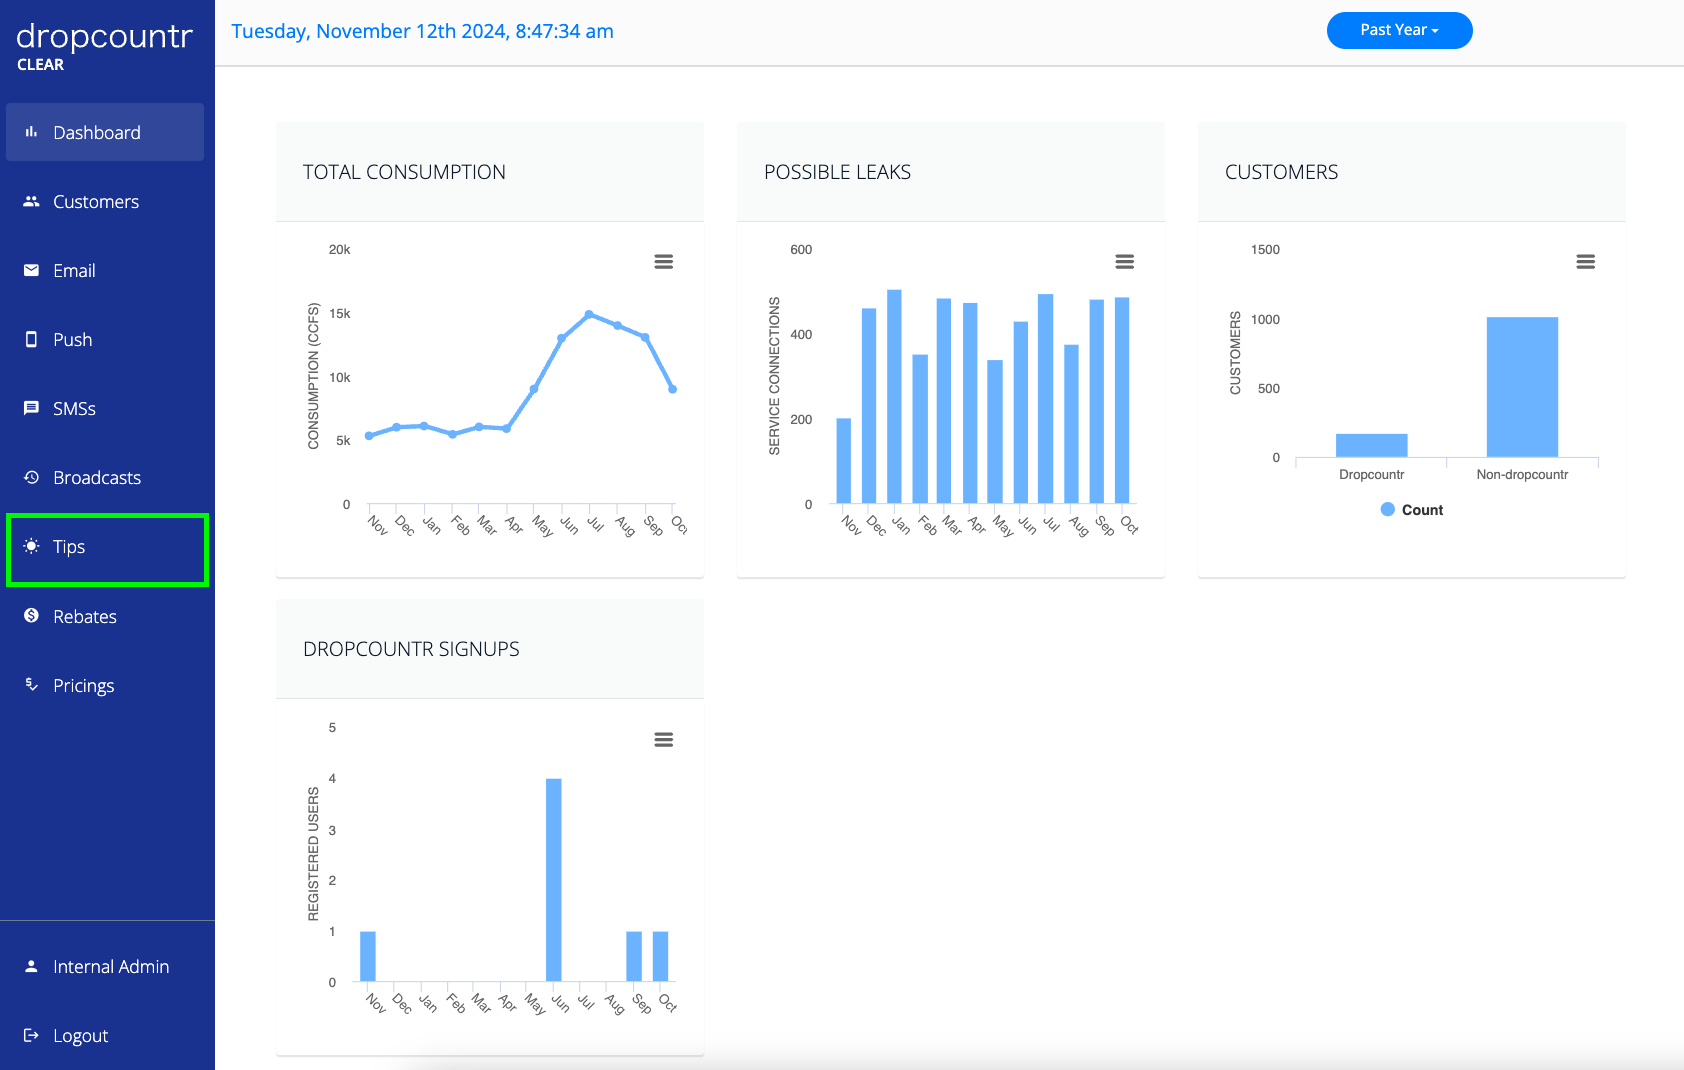 dropcountr
CLEAR
Dashboard
Customers
Email
Push
SMSs
Broadcasts
Tips
Rebates
Pricings
Internal Admin
Logout
Tuesday, November 12th 2024, 8:47:34 am
Past Year
TOTAL CONSUMPTION
CONSUMPTION (CCFS)
20k
15k
10k
5k
0
Nov Dec Jan Feb Mar Apr May Jun Jul Aug Sep Oct
POSSIBLE LEAKS
SERVICE CONNECTIONS
600
400
200
0
Nov Dec Jan Feb Mar Apr May Jun Jul Aug Sep Oct
CUSTOMERS
CUSTOMERS
1500
1000
500
0
Dropcountr Non-dropcountr
Count
DROPCOUNTR SIGNUPS
REGISTERED USERS
5
4
3
2
1
0
Nov Dec Jan Feb Mar Apr May Jun Jul Aug Sep Oct